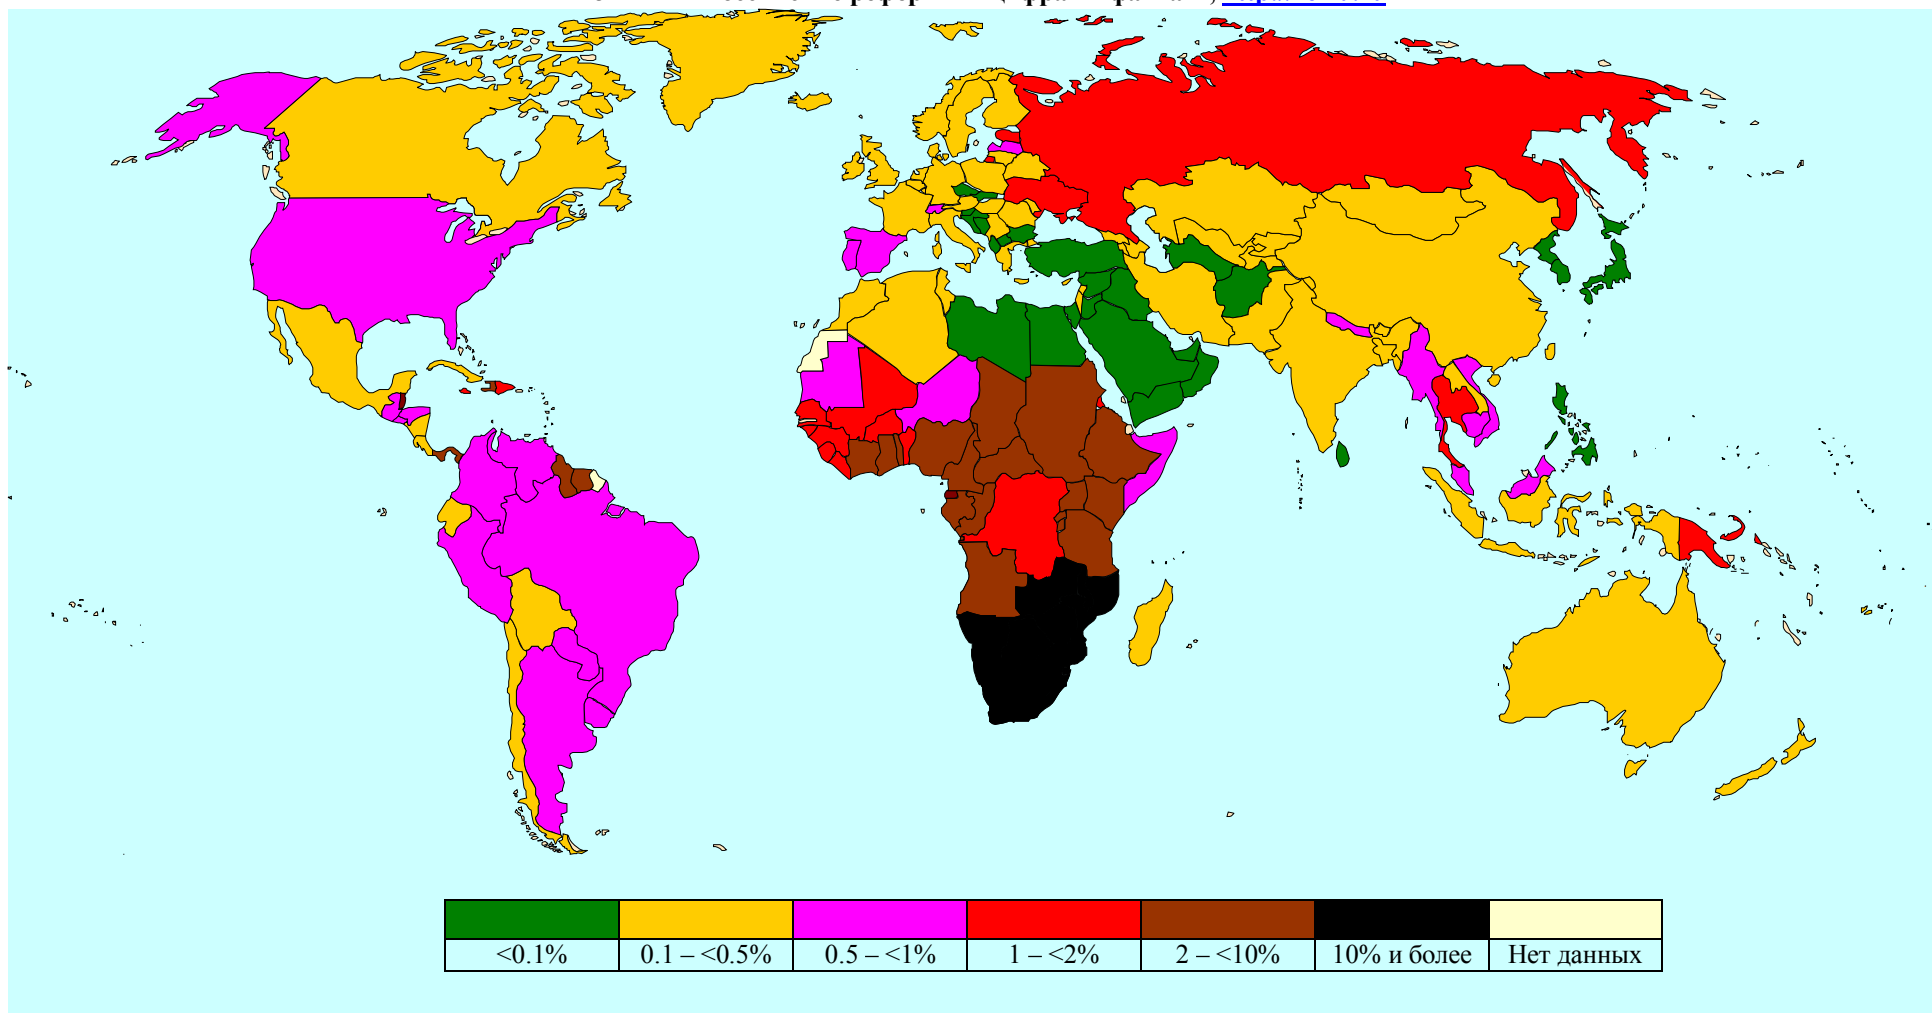 <0.1%
0.1 – <0.5%
0.5 – <1%
1 – <2%
2 – <10%
10% и более
Нет данных